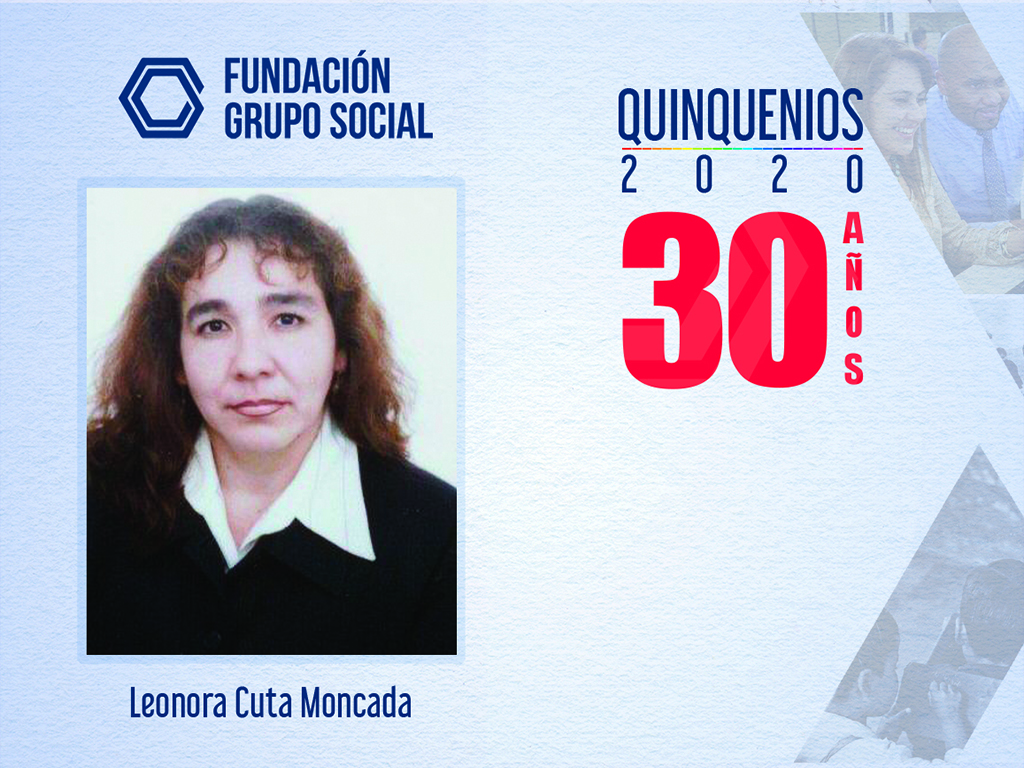 FUNDACIÓN
GRUPO SOCIAL
QUINQUENIOS
2020
30
AÑOS
Leonora Cuta Moncada